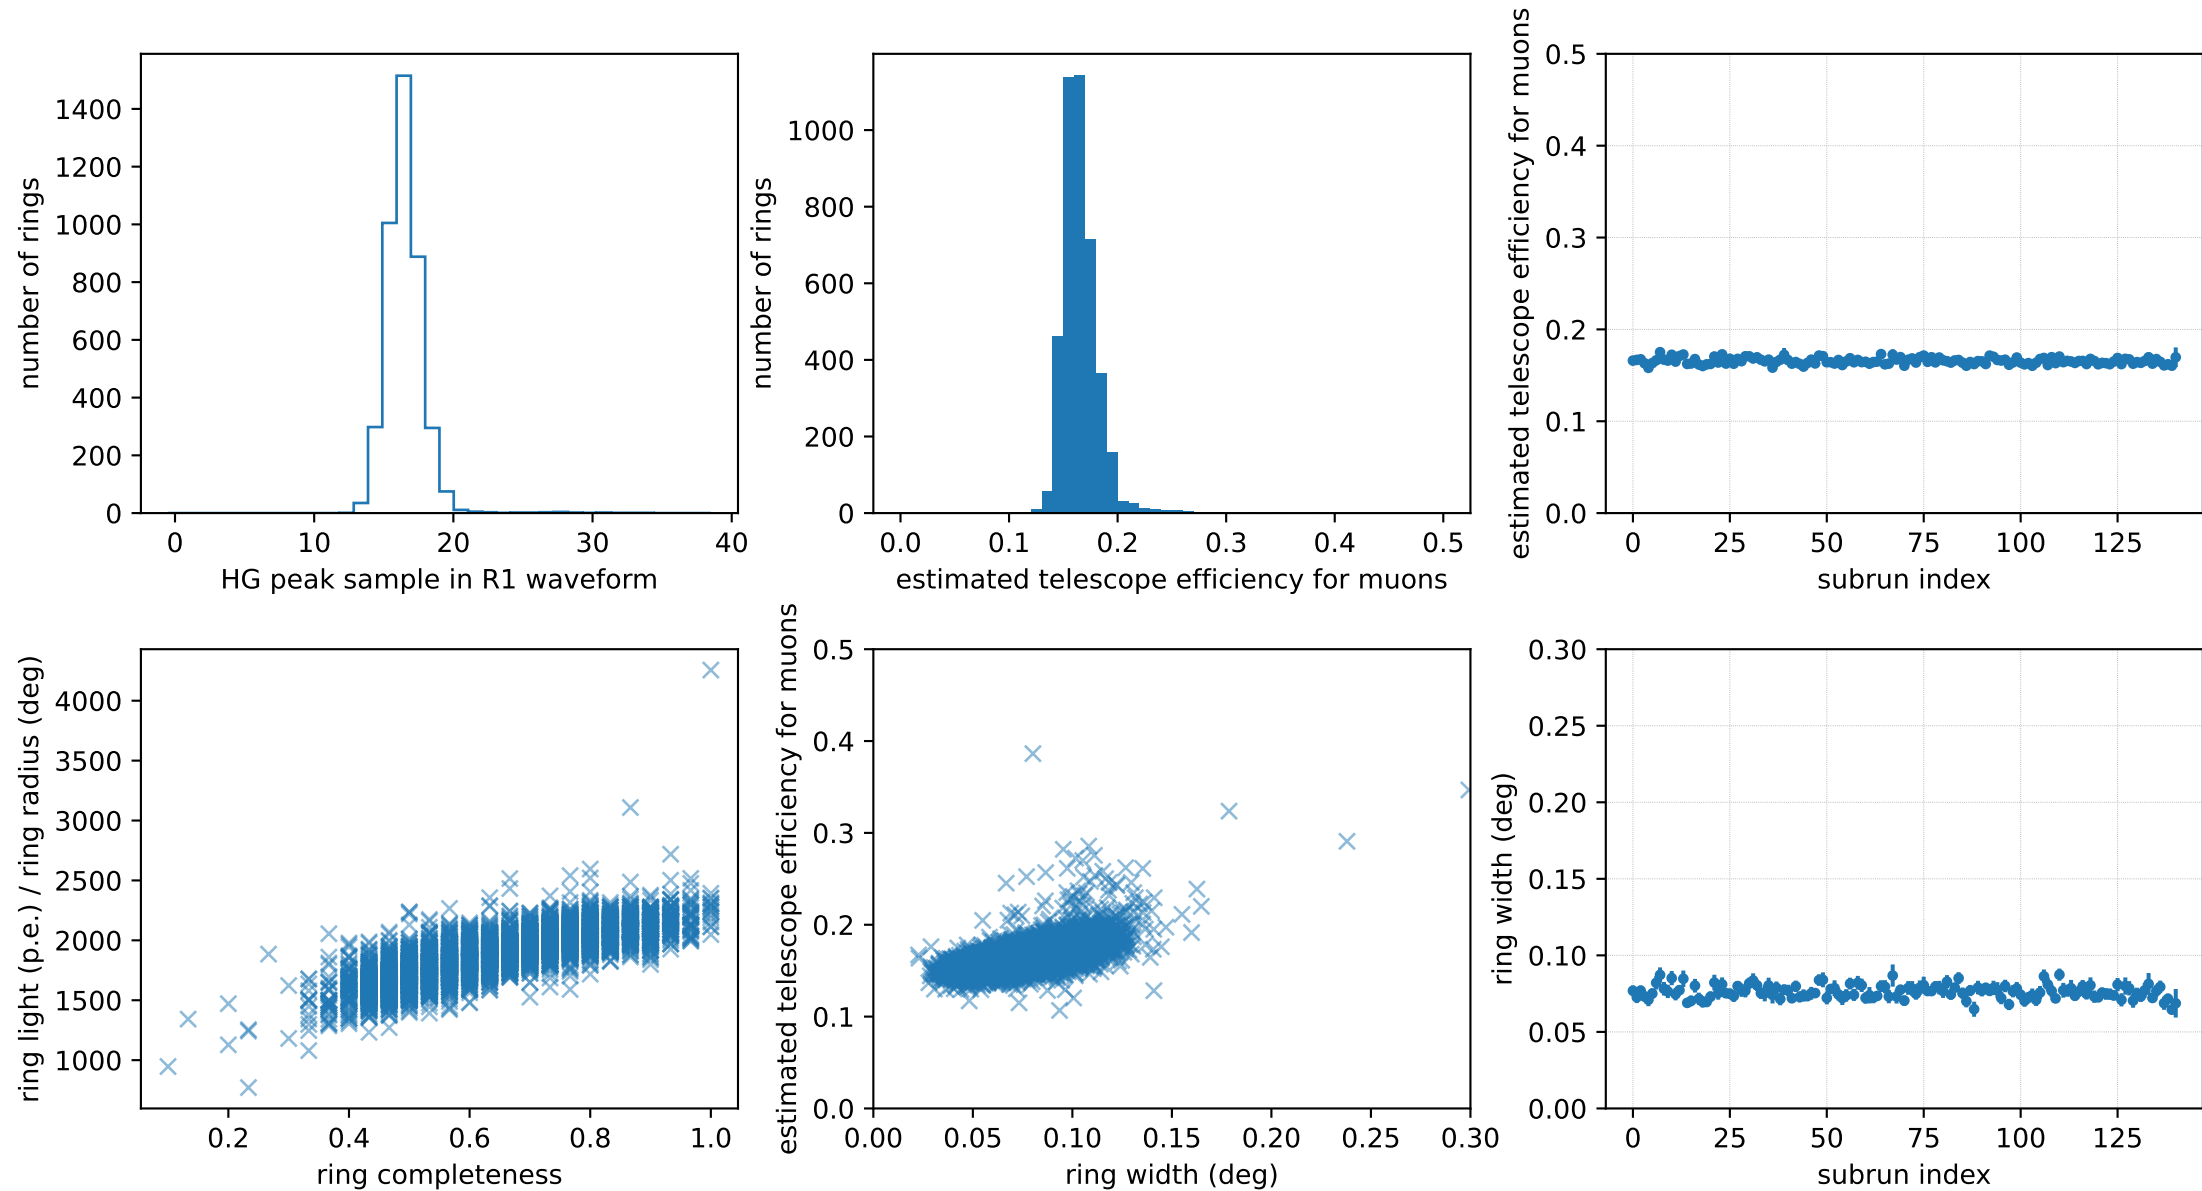 number of rings
1400
1200
1000
800
600
400
200
0
0 10 20 30 40
HG peak sample in R1 waveform
number of rings
1000
800
600
400
200
0
0.0 0.1 0.2 0.3 0.4 0.5
estimated telescope efficiency for muons
estimated telescope efficiency for muons
0.5
0.4
0.3
0.2
0.1
0.0
0 25 50 75 100 125
subrun index
ring light (p.e.) / ring radius (deg)
4000
3500
3000
2500
2000
1500
1000
0.2 0.4 0.6 0.8 1.0
ring completeness
estimated telescope efficiency for muons
0.5
0.4
0.3
0.2
0.1
0.0
0.00 0.05 0.10 0.15 0.20 0.25 0.30
ring width (deg)
ring width (deg)
0.30
0.25
0.20
0.15
0.10
0.05
0.00
0 25 50 75 100 125
subrun index